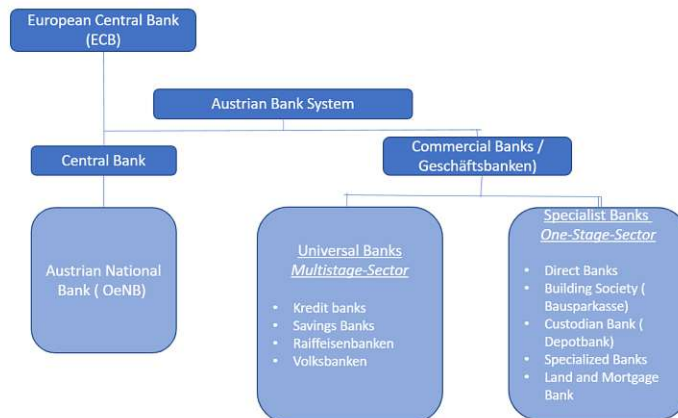 European Central Bank
(ECB)
Austrian Bank System
Central Bank
Commercial Banks /
Geschäftsbanken)
Austrian National
Bank ( OeNB)
Universal Banks
Multistage-Sector
• Kredit banks
• Savings Banks
• Raiffeisenbanken
• Volksbanken
Specialist Banks
One-Stage-Sector
• Direct Banks
• Building Society (
Bausparkasse)
• Custodian Bank (
Depotbank)
• Specialized Banks
• Land and Mortgage
Bank